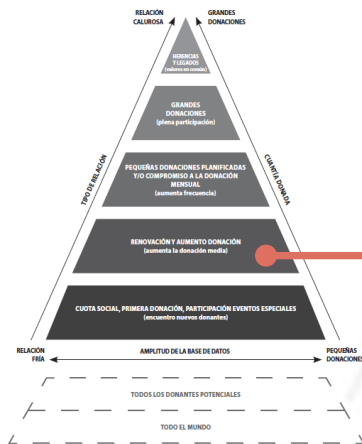 RELACIÓN
CALUROSA
GRANDES
DONACIONES
HERENCIAS
Y LEGADOS
(valores en común)
GRANDES
DONACIONES
(plena participación)
TIPO DE RELACIÓN
CUANTÍA DONADA
PEQUEÑAS DONACIONES PLANIFICADAS
Y/O COMPROMISO A LA DONACIÓN
MENSUAL
(aumenta frecuencia)
RENOVACIÓN Y AUMENTO DONACIÓN
(aumenta la donación media)
CUOTA SOCIAL, PRIMERA DONACIÓN, PARTICIPACIÓN EVENTOS ESPECIALES
(encuentro nuevos donantes)
RELACIÓN
FRÍA
AMPLITUD DE LA BASE DE DATOS
PEQUEÑAS
DONACIONES
TODOS LOS DONANTES POTENCIALES
TODO EL MUNDO